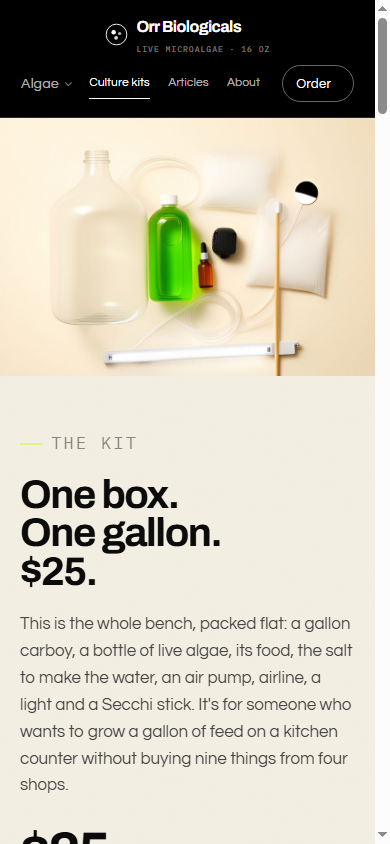 Orr Biologicals
LIVE MICROALGAE · 16 OZ
Algae
Culture kits
Articles
About
Order
THE KIT
One box.
One gallon.
$25.
This is the whole bench, packed flat: a gallon
carboy, a bottle of live algae, its food, the salt
to make the water, an air pump, airline, a
light and a Secchi stick. It's for someone who
wants to grow a gallon of feed on a kitchen
counter without buying nine things from four
shops.
$25